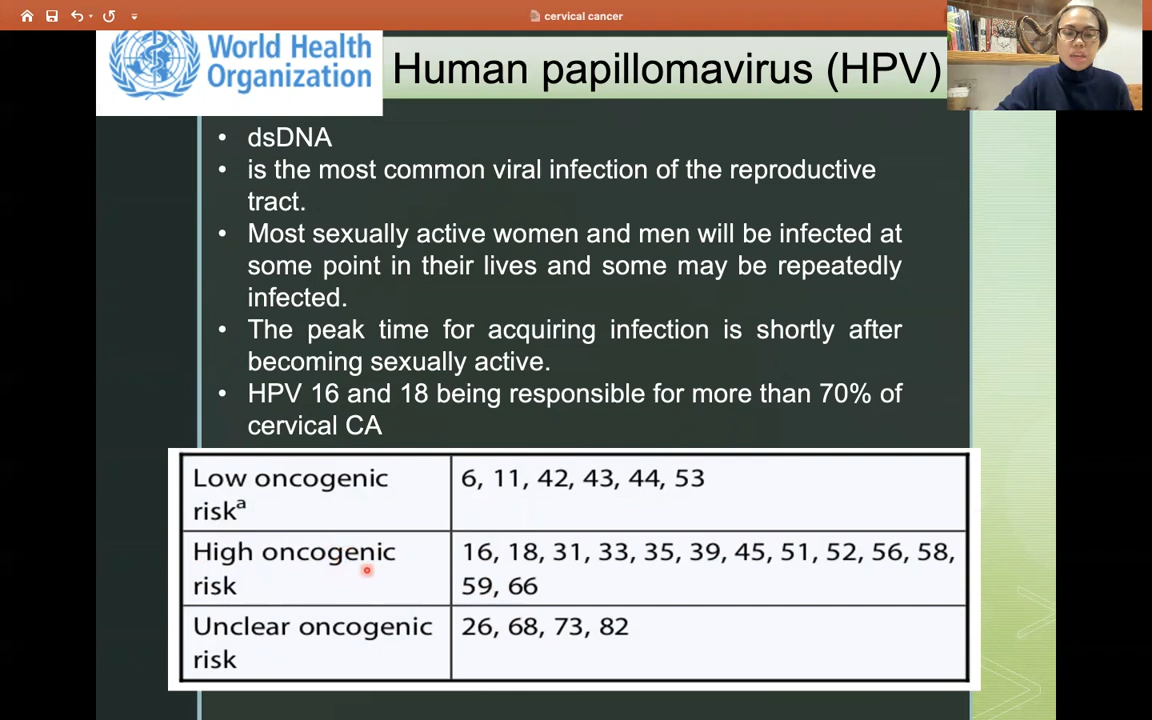 cervical cancer
World Health
Organization
Human papillomavirus (HPV)
• dsDNA
• is the most common viral infection of the reproductive
tract.
• Most sexually active women and men will be infected at
some point in their lives and some may be repeatedly
infected.
• The peak time for acquiring infection is shortly after
becoming sexually active.
• HPV 16 and 18 being responsible for more than 70% of
cervical CA
Low oncogenic 6, 11, 42, 43, 44, 53
riskª
High oncogenic 16, 18, 31, 33, 35, 39, 45, 51, 52, 56, 58,
risk 59, 66
Unclear oncogenic 26, 68, 73, 82
risk